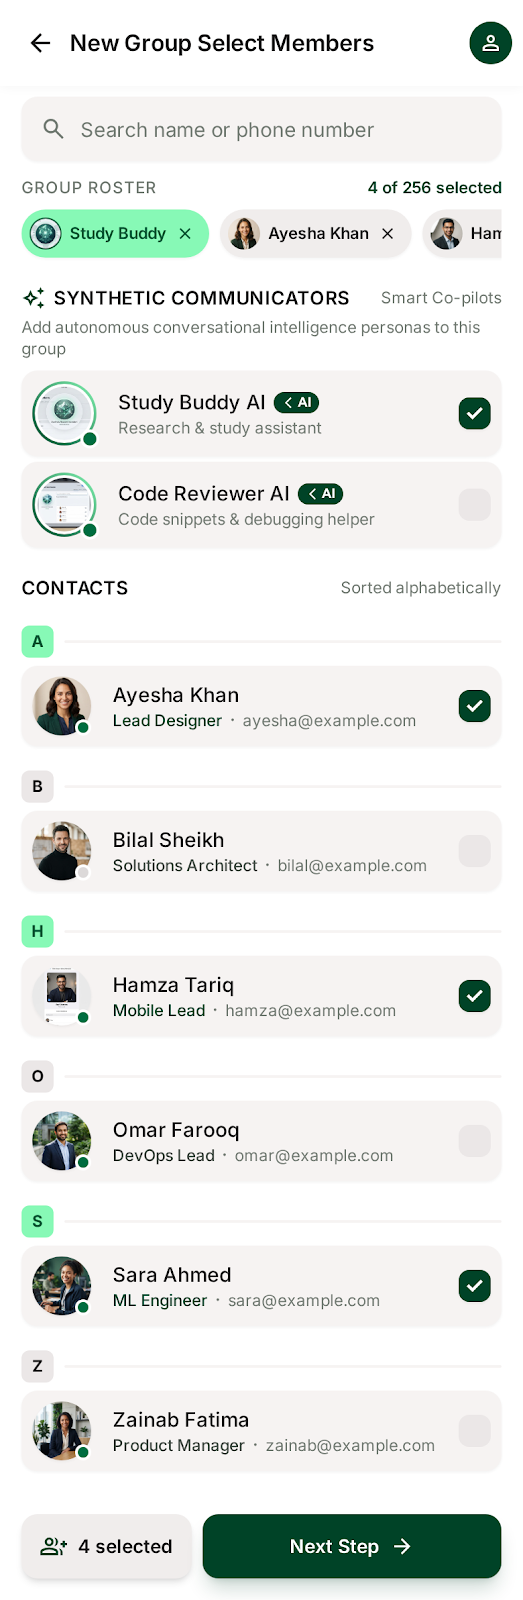 New Group Select Members
Search name or phone number
GROUP ROSTER
4 of 256 selected
Study Buddy
Ayesha Khan
Ham
SYNTHETIC COMMUNICATORS
Smart Co-pilots
Add autonomous conversational intelligence personas to this
group
Study Buddy AI
AI
Research & study assistant
Code Reviewer AI
AI
Code snippets & debugging helper
CONTACTS
Sorted alphabetically
A
Ayesha Khan
Lead Designer · ayesha@example.com
B
Bilal Sheikh
Solutions Architect · bilal@example.com
H
Hamza Tariq
Mobile Lead · hamza@example.com
O
Omar Farooq
DevOps Lead · omar@example.com
S
Sara Ahmed
ML Engineer · sara@example.com
Z
Zainab Fatima
Product Manager · zainab@example.com
4 selected
Next Step